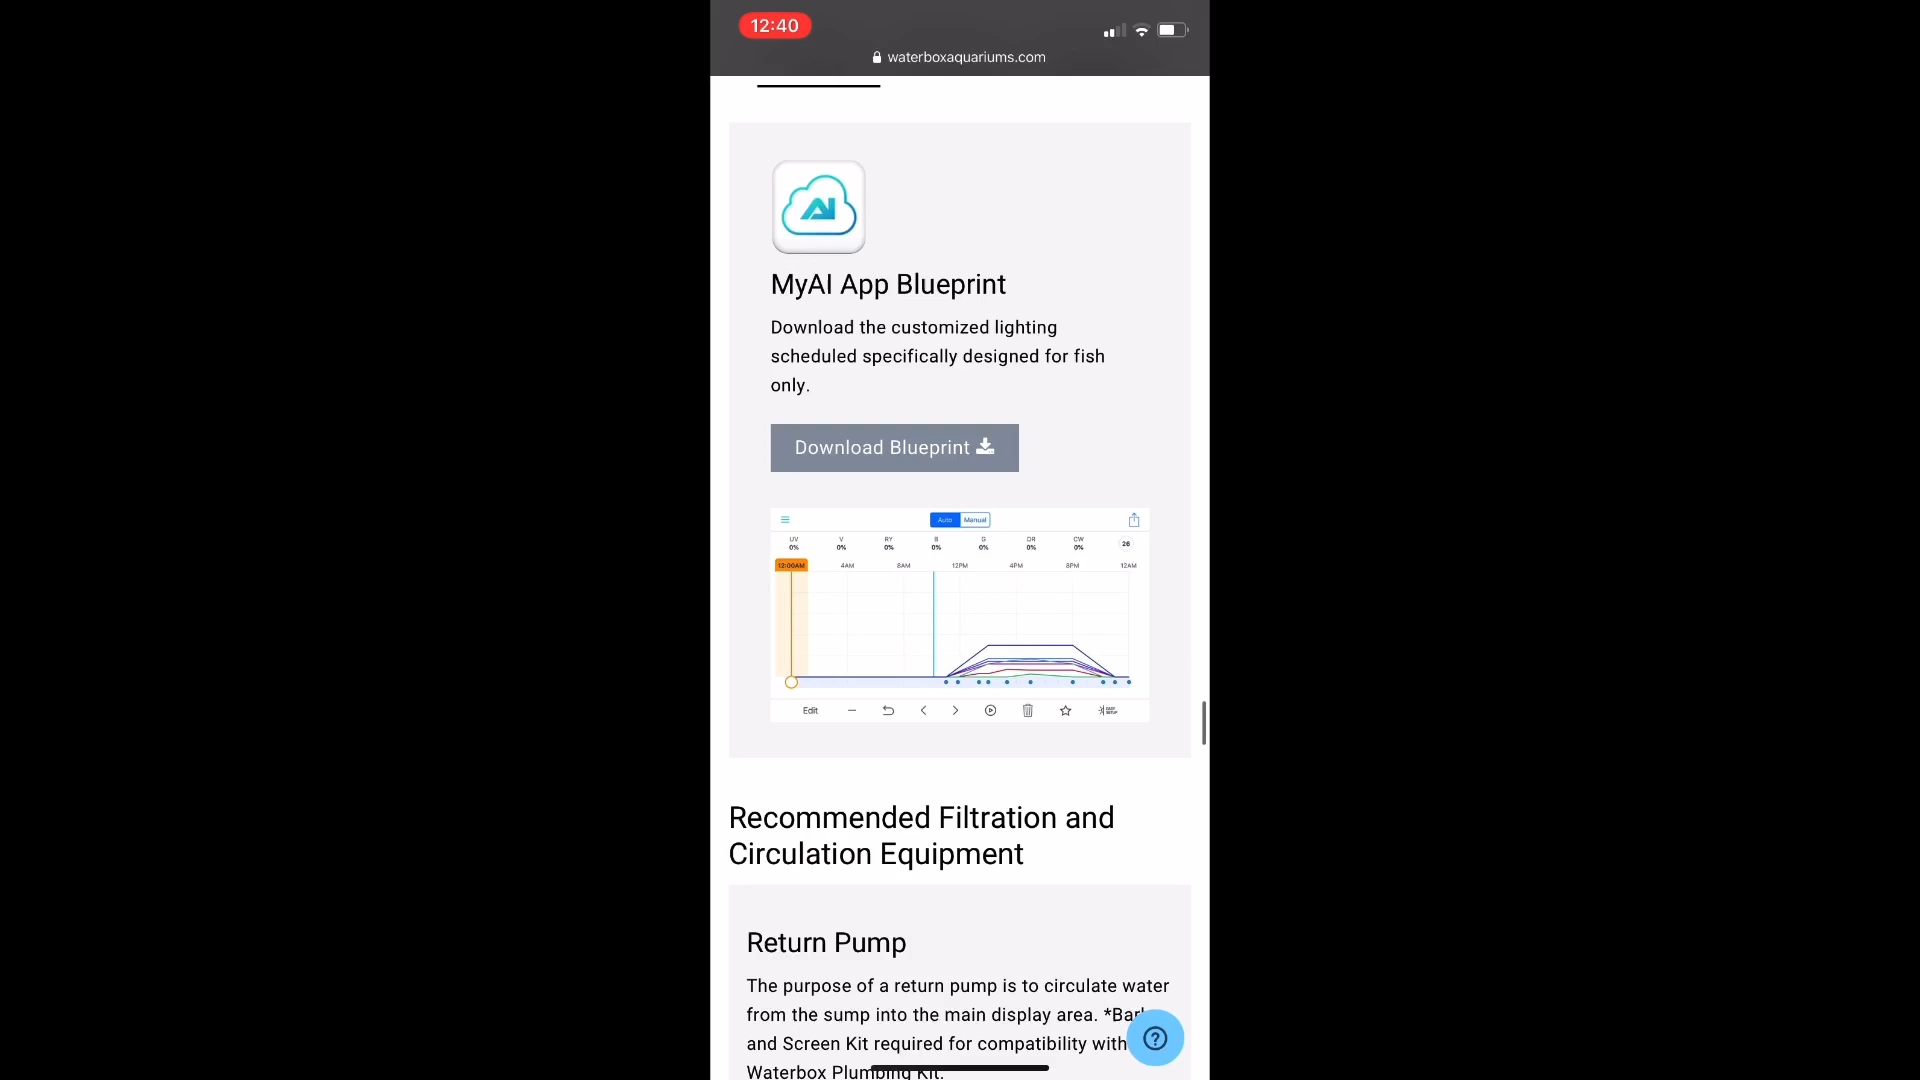 12:40
waterboxaquariums.com
AI
MyAI App Blueprint
Download the customized lighting
scheduled specifically designed for fish
only.
Download Blueprint
Auto Manual
UV V RY B G DR CW
0% 0% 0% 0% 0% 0% 0% 26
12:00AM 4AM 8AM 12PM 4PM 8PM 12AM
Edit
EASY
SETUP
Recommended Filtration and
Circulation Equipment
Return Pump
The purpose of a return pump is to circulate water
from the sump into the main display area.
and Screen Kit required for compatibility with
Waterbox Plumbing Kit.